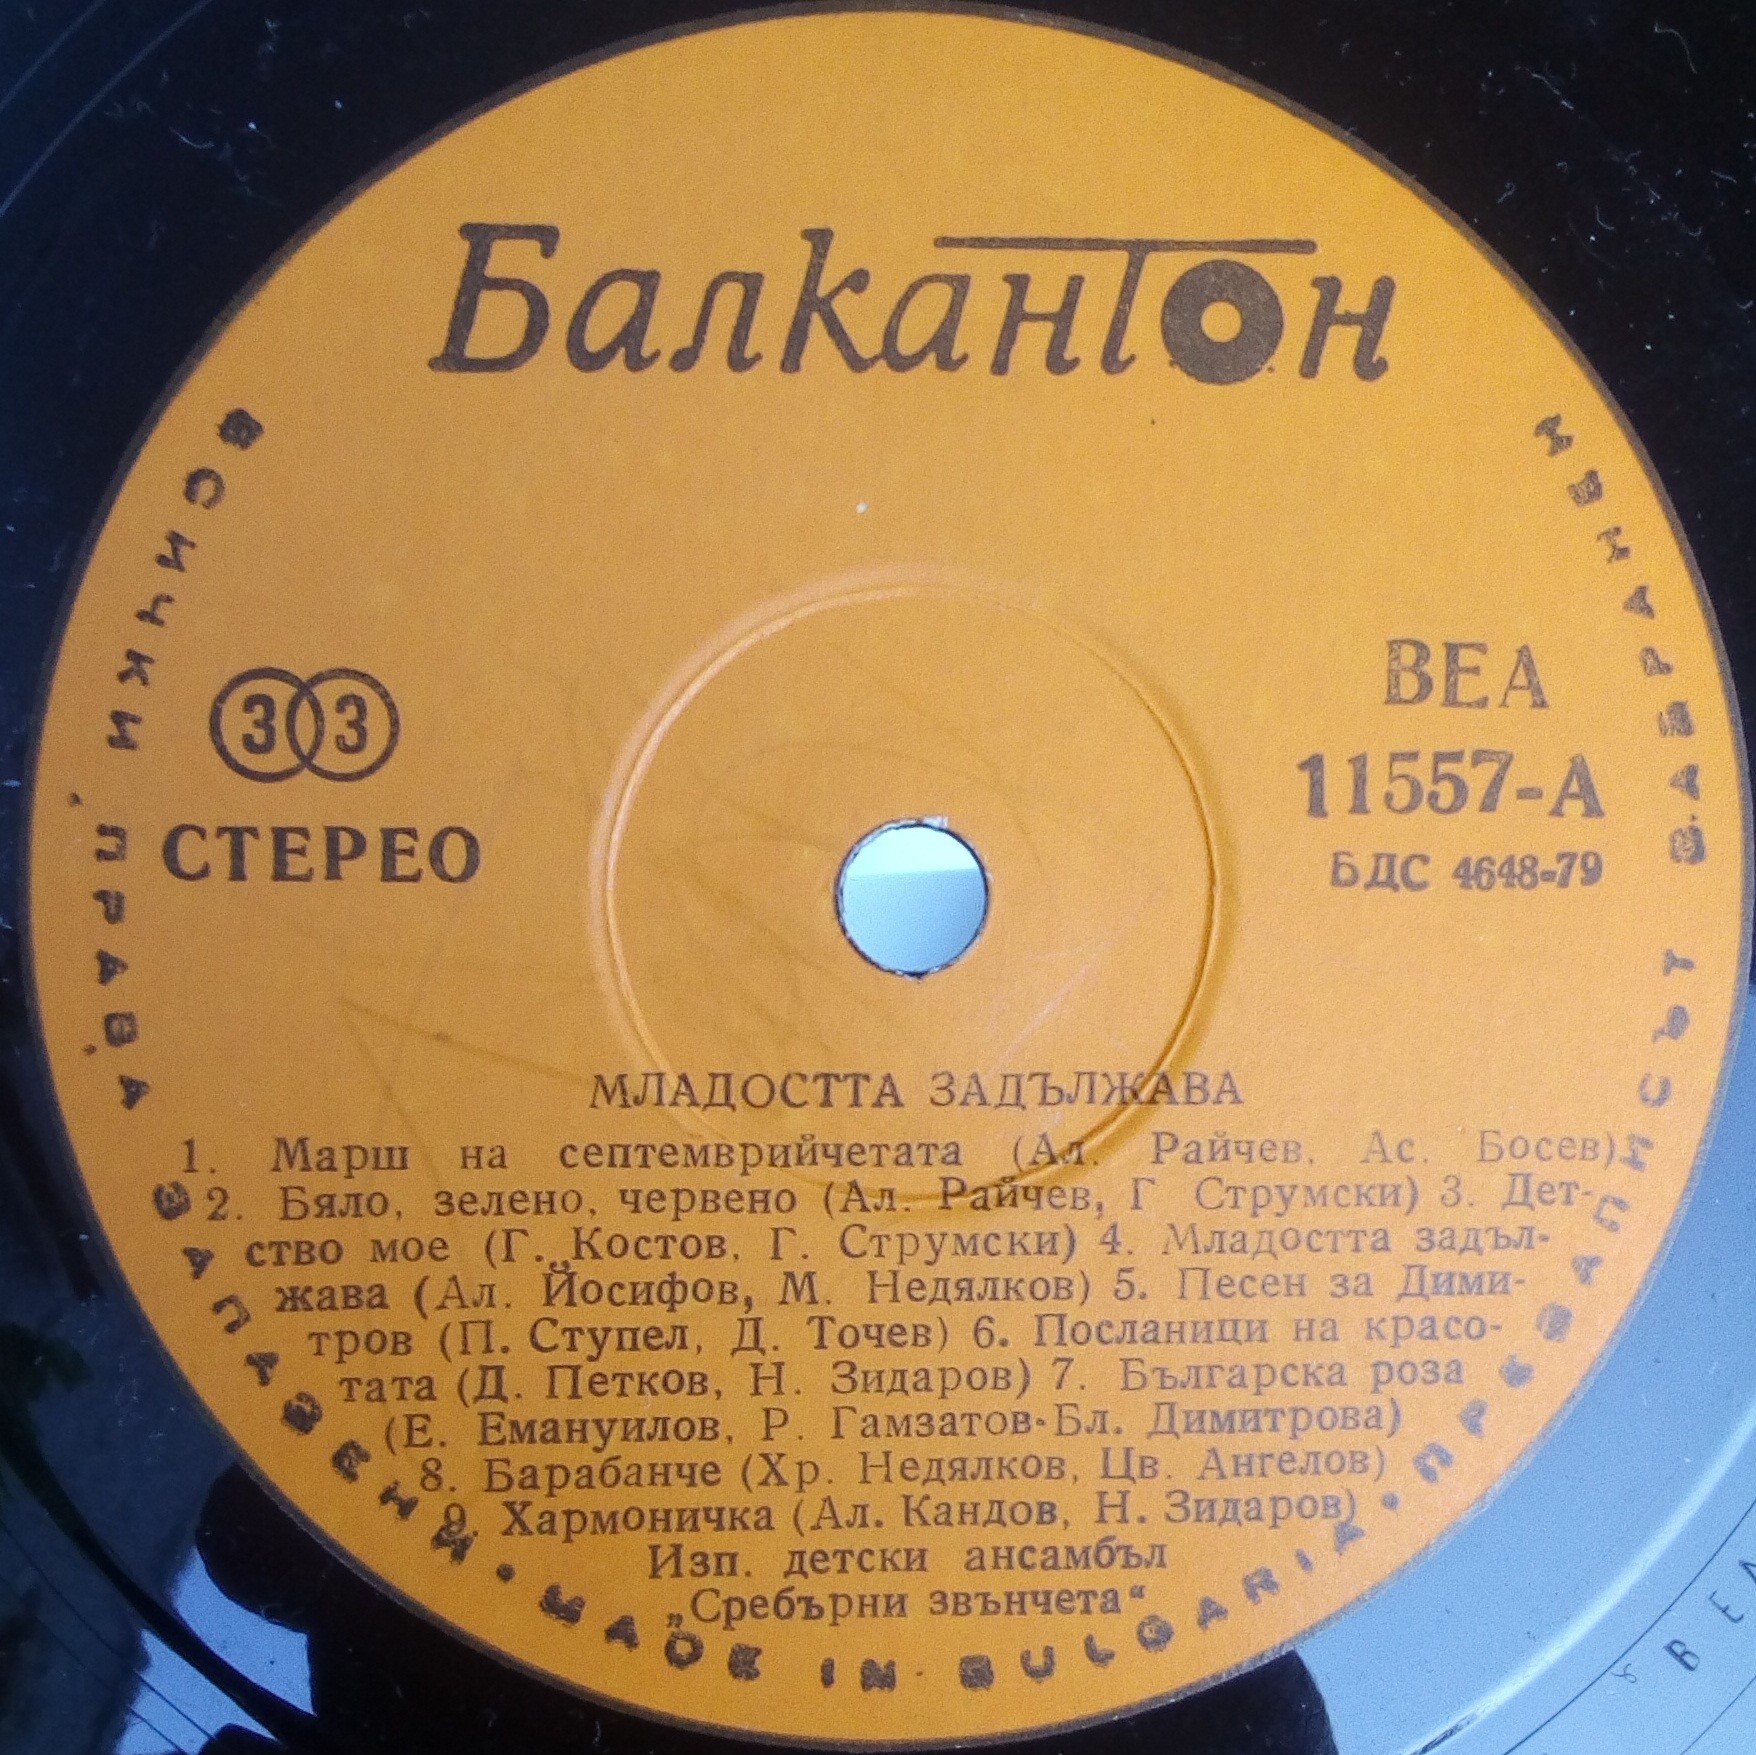 Балкантон
ВСИЧКИ ПРАВА ЗАПАЗЕНИ • MADE IN BULGARIA •
33
СТЕРЕО
ВЕА
11557-А
БДС 4648-79
МЛАДОСТТА ЗАДЪЛЖАВА
1. Марш на септемврийчетата (Ал. Райчев, Ас. Босев)
2. Бяло, зелено, червено (Ал. Райчев, Г Струмски) 3. Дет-
ство мое (Г. Костов, Г. Струмски) 4. Младостта задъл-
жава (Ал. Йосифов, М. Недялков) 5. Песен за Дими-
тров (П. Ступел, Д. Точев) 6. Посланици на красо-
тата (Д. Петков, Н. Зидаров) 7. Българска роза
(Е. Емануилов, Р. Гамзатов-Бл. Димитрова)
8. Барабанче (Хр. Недялков, Цв. Ангелов)
9. Хармоничка (Ал. Кандов, Н. Зидаров)
Изп. детски ансамбъл
„Сребърни звънчета“